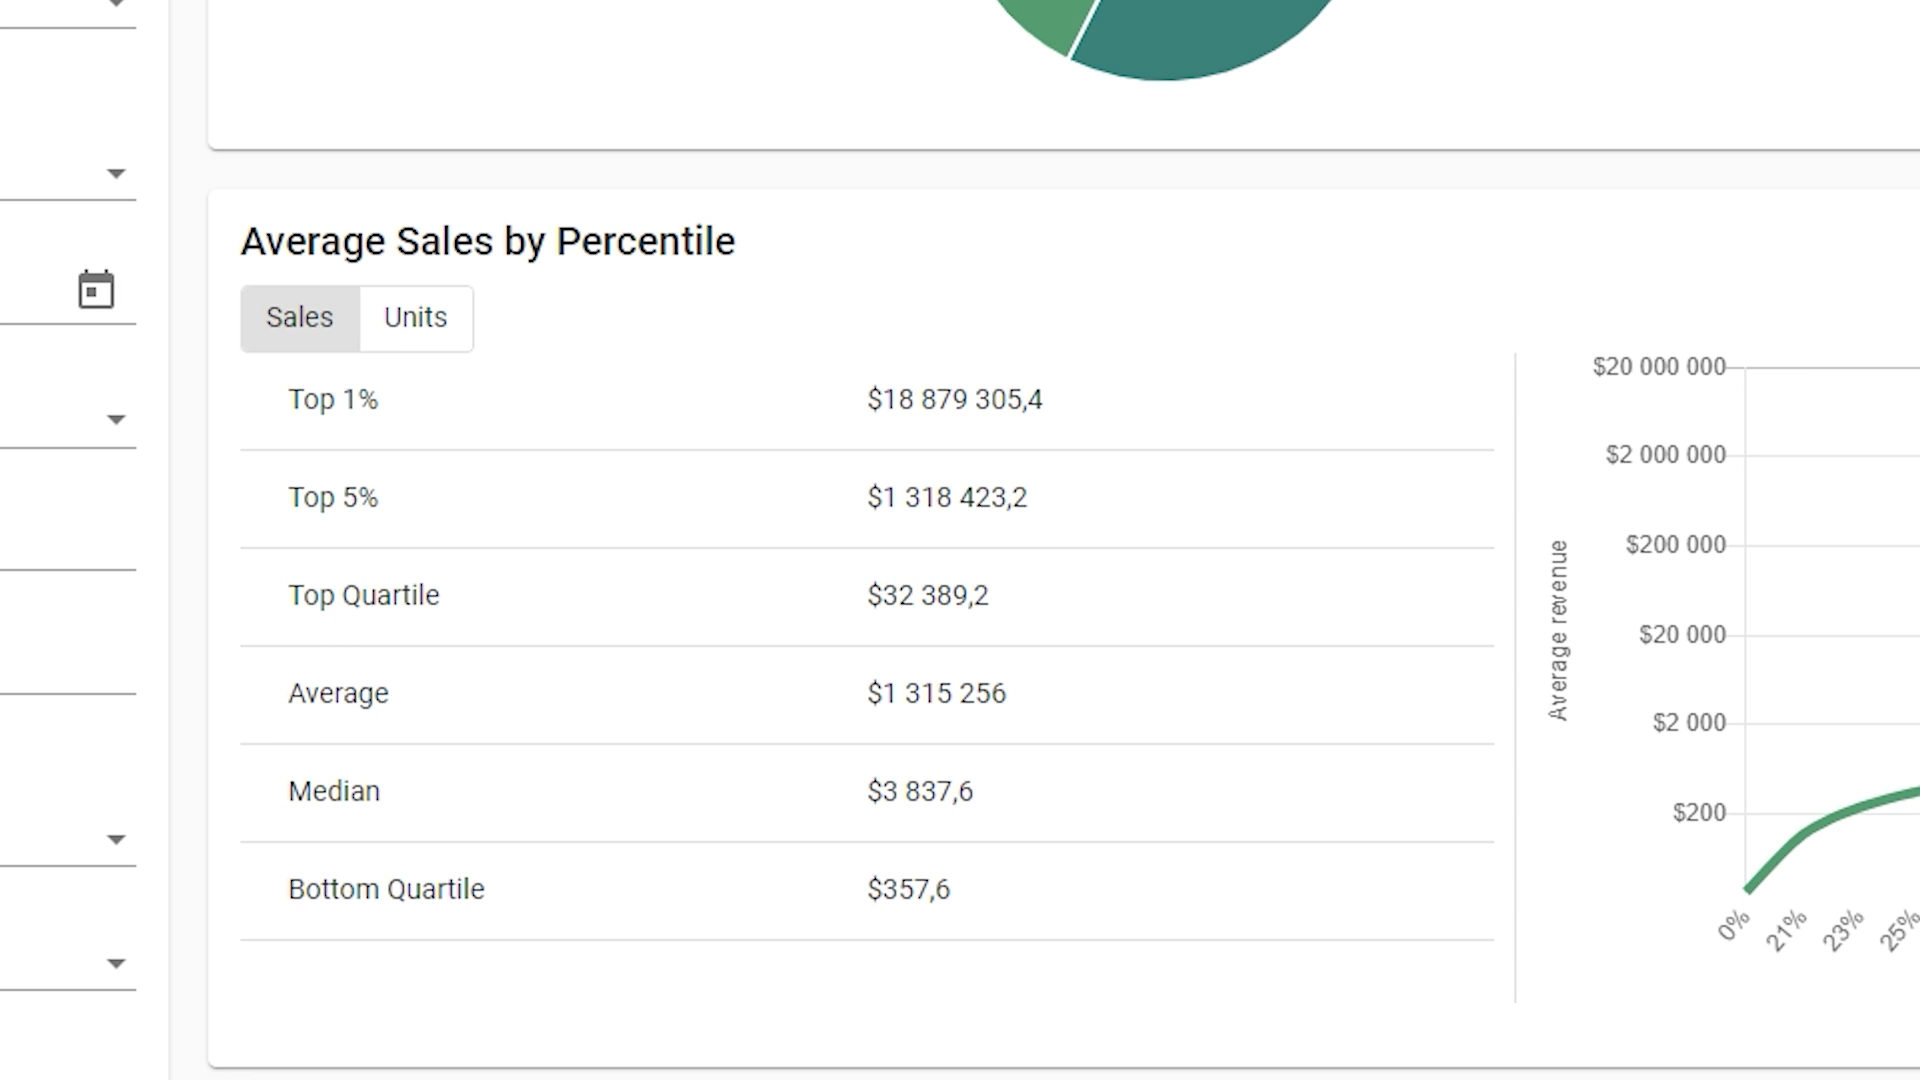 Average Sales by Percentile
Sales Units
Top 1% $18 879 305,4
Top 5% $1 318 423,2
Top Quartile $32 389,2
Average $1 315 256
Median $3 837,6
Bottom Quartile $357,6
Average revenue
$20 000 000
$2 000 000
$200 000
$20 000
$2 000
$200
0% 21% 23% 25%